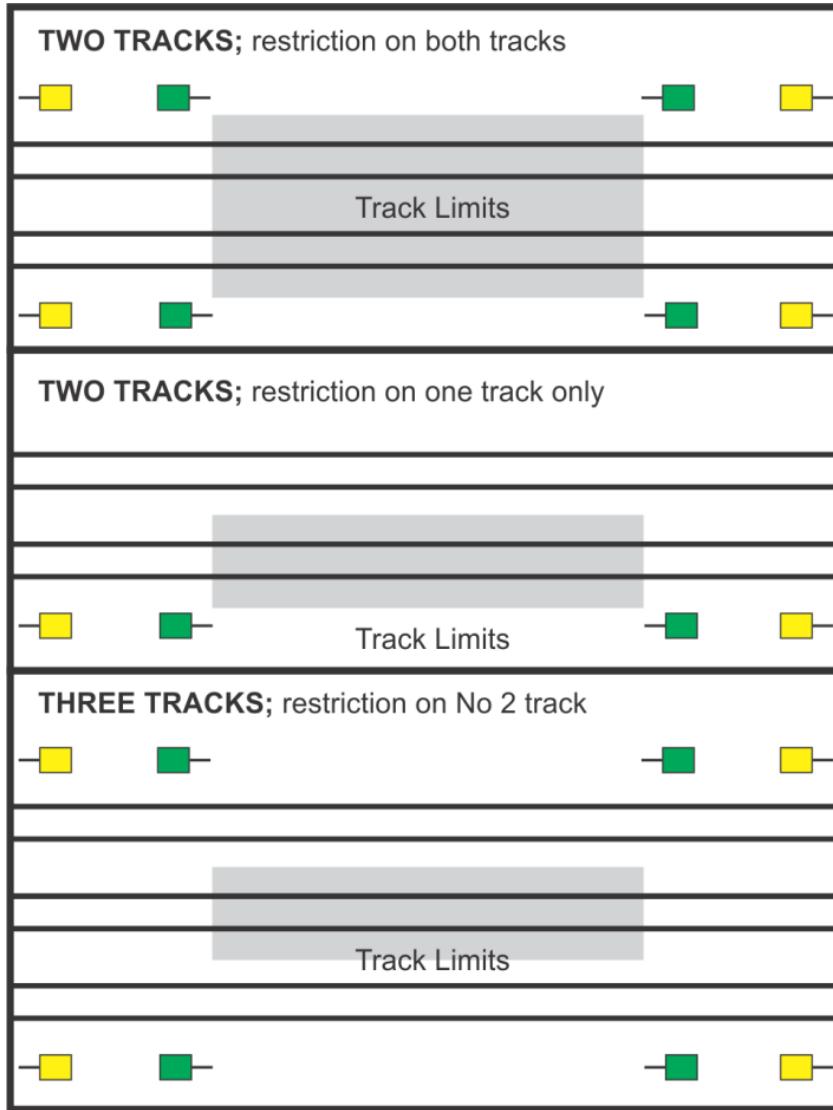 TWO TRACKS; restriction on both tracks
Track Limits
TWO TRACKS; restriction on one track only
Track Limits
THREE TRACKS; restriction on No 2 track
Track Limits